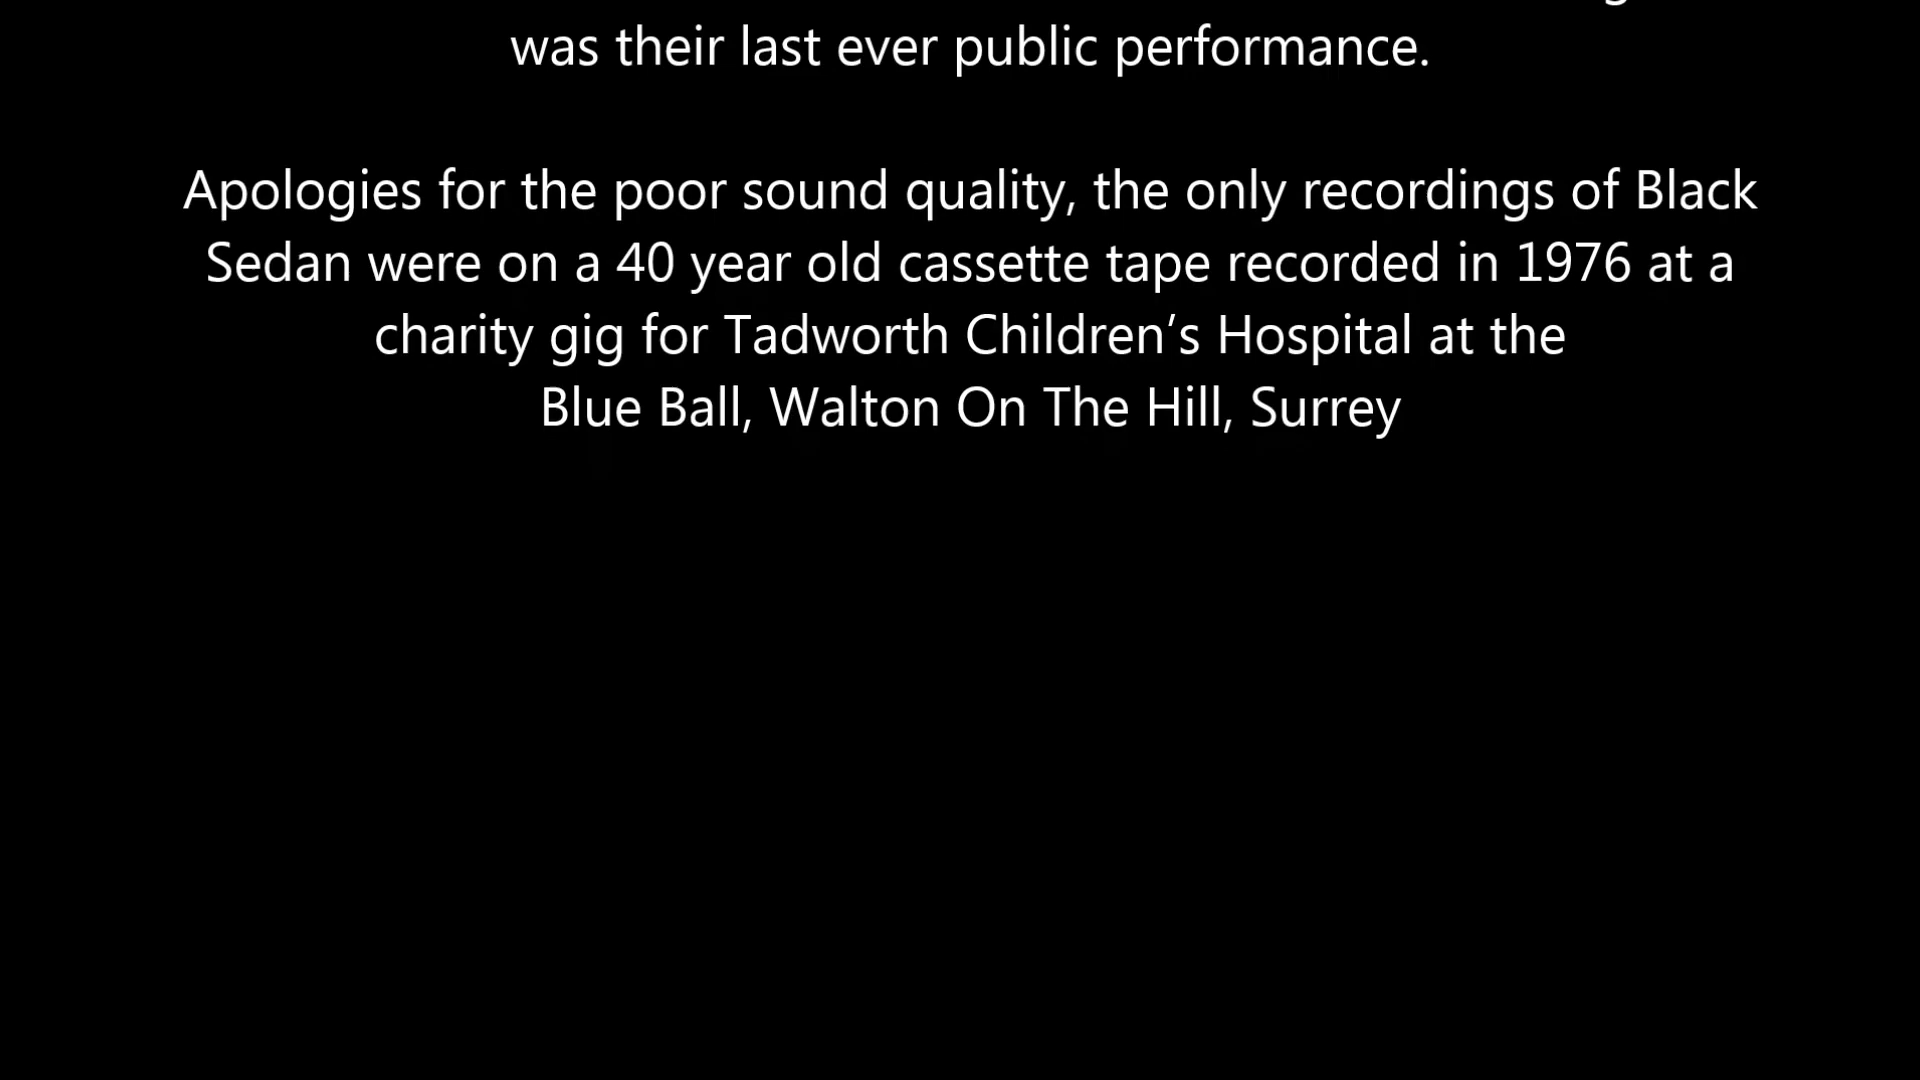 was their last ever public performance.
Apologies for the poor sound quality, the only recordings of Black
Sedan were on a 40 year old cassette tape recorded in 1976 at a
charity gig for Tadworth Children’s Hospital at the
Blue Ball, Walton On The Hill, Surrey